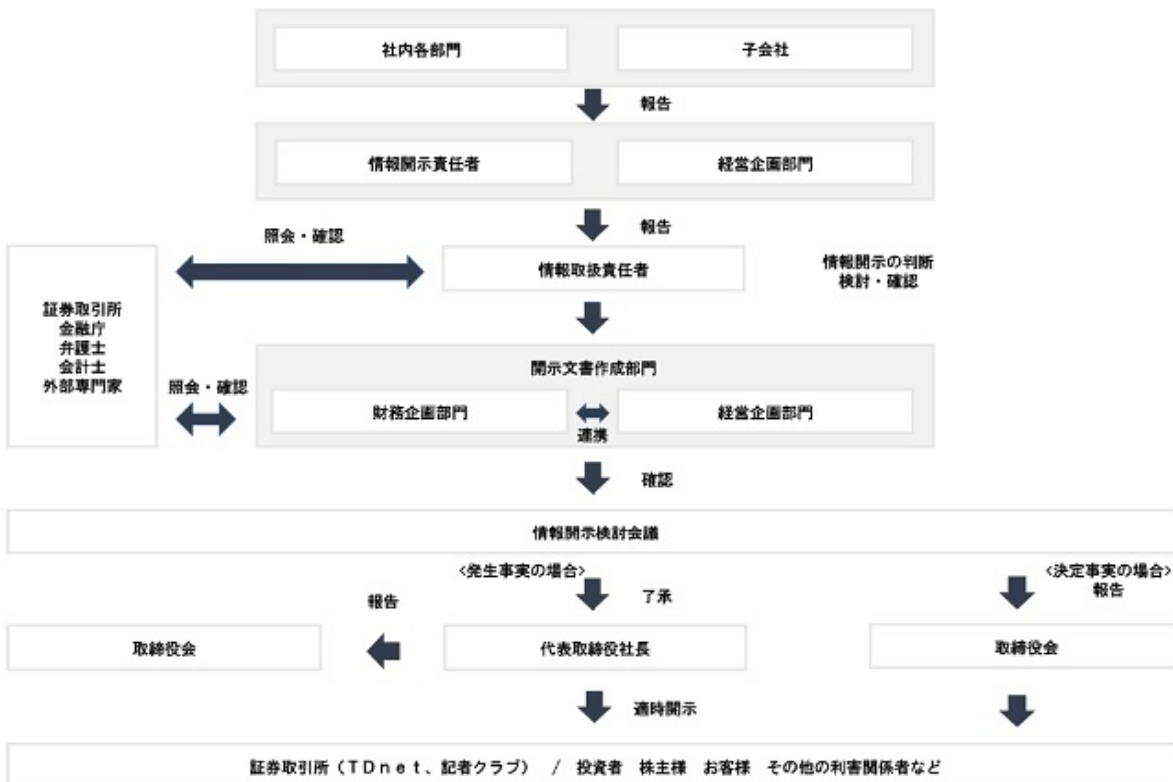 社内各部門
子会社
報告
情報開示責任者
経営企画部門
報告
照会・確認
情報取扱責任者
情報開示の判断
検討・確認
証券取引所
金融庁
弁護士
会計士
外部専門家
開示文書作成部門
照会・確認
財務企画部門
経営企画部門
連携
確認
情報開示検討会議
<発生事実の場合>
<決定事実の場合>
了承
報告
報告
取締役会
代表取締役社長
取締役会
適時開示
証券取引所(TDnet、記者クラブ) / 投資者 株主様 お客様 その他の利害関係者など